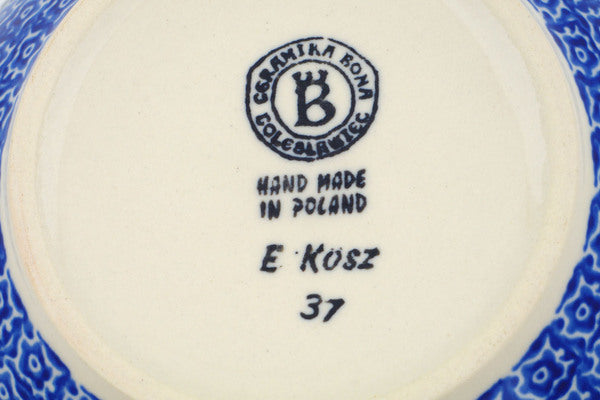 CERAMIKA BONA
B
BOLESŁAWIEC
HAND MADE
IN POLAND
E KOSZ
37